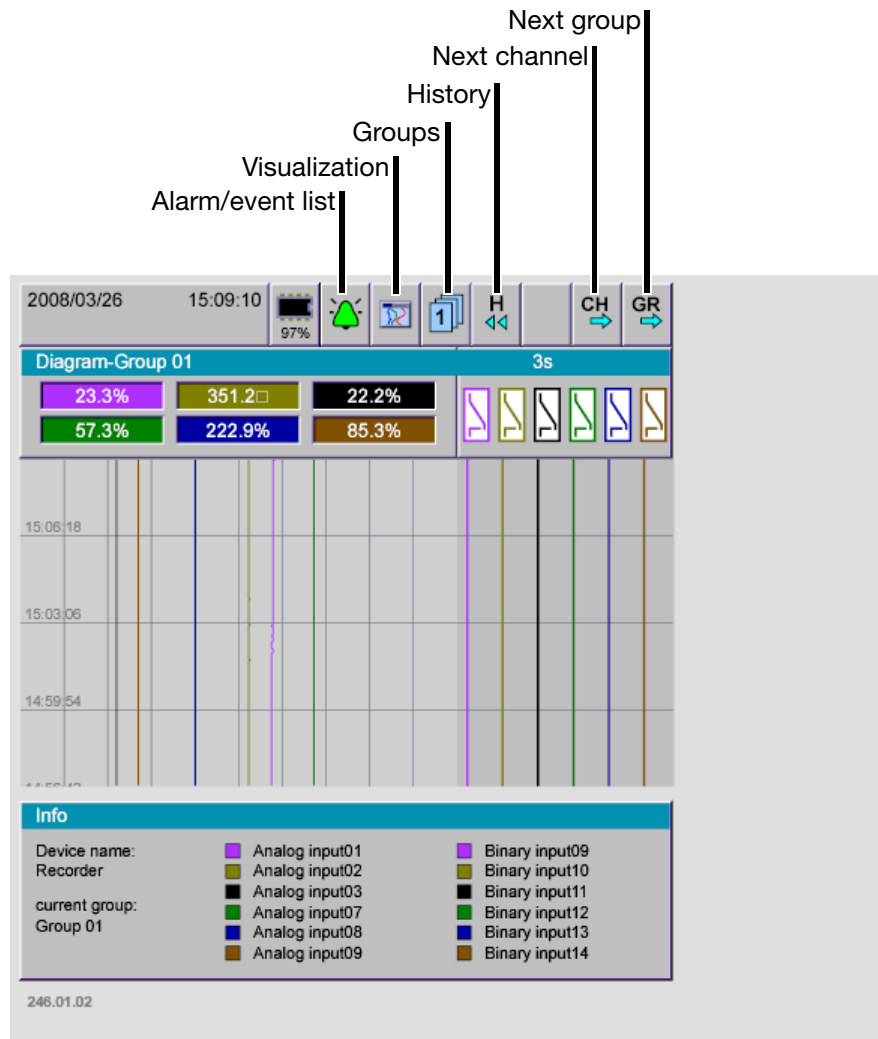 Next group
Next channel
History
Groups
Visualization
Alarm/event list
2008/03/26 15:09:10 97% 1 H CH GR
Diagram-Group 01 3s
23.3% 351.2□ 22.2%
57.3% 222.9% 85.3%
15:06:18
15:03:06
14:59:54
Info
Device name: Analog input01 Binary input09
Recorder Analog input02 Binary input10
Analog input03 Binary input11
current group: Analog input07 Binary input12
Group 01 Analog input08 Binary input13
Analog input09 Binary input14
246.01.02